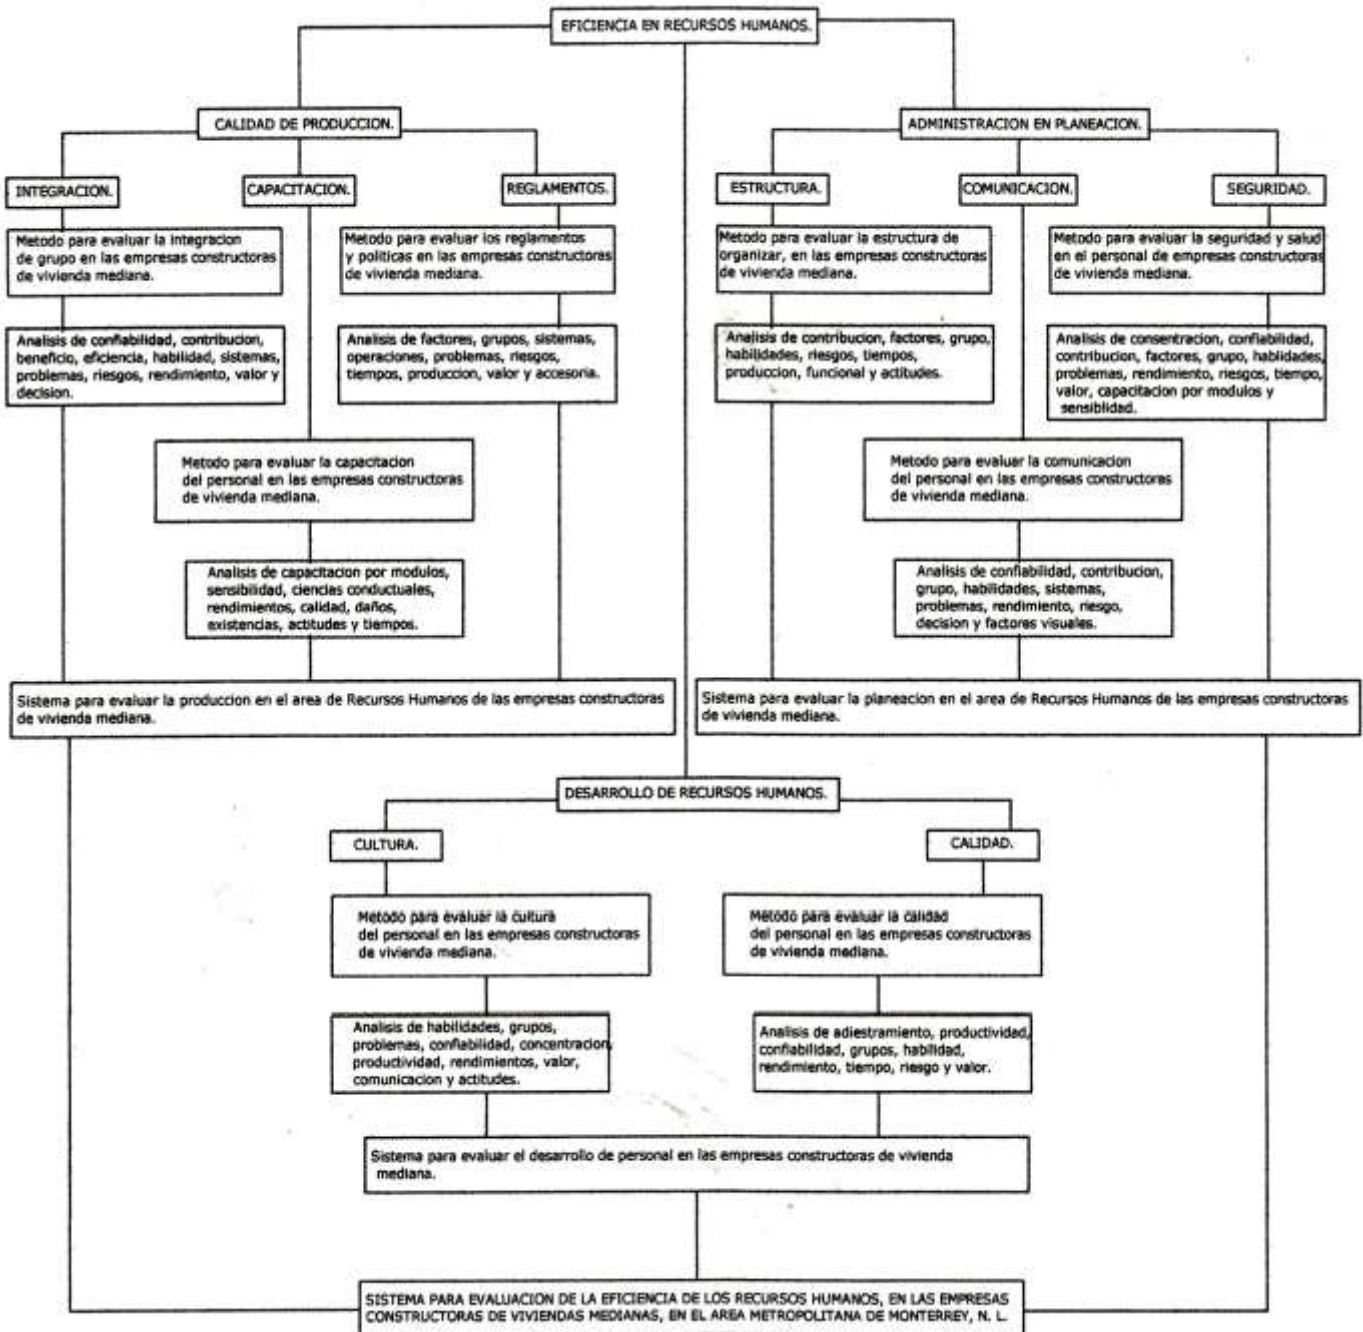 EFICIENCIA EN RECURSOS HUMANOS.
CALIDAD DE PRODUCCION.
ADMINISTRACION EN PLANEACION.
INTEGRACION.
CAPACITACION.
REGLAMENTOS.
ESTRUCTURA.
COMUNICACION.
SEGURIDAD.
Metodo para evaluar la integracion
de grupo en las empresas constructoras
de vivienda mediana.
Metodo para evaluar los reglamentos
y politicas en las empresas constructoras
de vivienda mediana.
Metodo para evaluar la estructura de
organizar, en las empresas constructoras
de vivienda mediana.
Metodo para evaluar la seguridad y salud
en el personal de empresas constructoras
de vivienda mediana.
Analisis de confiabilidad, contribucion,
beneficio, eficiencia, habilidad, sistemas,
problemas, riesgos, rendimiento, valor y
decision.
Analisis de factores, grupos, sistemas,
operaciones, problemas, riesgos,
tiempos, produccion, valor y accesoria.
Analisis de contribucion, factores, grupo,
habilidades, riesgos, tiempos,
produccion, funcional y actitudes.
Analisis de consentracion, confiabilidad,
contribucion, factores, grupo, hablidades,
problemas, rendimiento, riesgos, tiempo,
valor, capacitacion por modulos y
sensiblidad.
Metodo para evaluar la capacitacion
del personal en las empresas constructoras
de vivienda mediana.
Metodo para evaluar la comunicacion
del personal en las empresas constructoras
de vivienda mediana.
Analisis de capacitacion por modulos,
sensibilidad, ciencias conductuales,
rendimientos, calidad, daños,
existencias, actitudes y tiempos.
Analisis de confiabilidad, contribucion,
grupo, habilidades, sistemas,
problemas, rendimiento, riesgo,
decision y factores visuales.
Sistema para evaluar la produccion en el area de Recursos Humanos de las empresas constructoras
de vivienda mediana.
Sistema para evaluar la planeacion en el area de Recursos Humanos de las empresas constructoras
de vivienda mediana.
DESARROLLO DE RECURSOS HUMANOS.
CULTURA.
CALIDAD.
Metodo para evaluar la cultura
del personal en las empresas constructoras
de vivienda mediana.
Metodo para evaluar la calidad
del personal en las empresas constructoras
de vivienda mediana.
Analisis de habilidades, grupos,
problemas, confiabilidad, concentracion,
productividad, rendimientos, valor,
comunicacion y actitudes.
Analisis de adiestramiento, productividad,
confiabilidad, grupos, habilidad,
rendimiento, tiempo, riesgo y valor.
Sistema para evaluar el desarrollo de personal en las empresas constructoras de vivienda
mediana.
SISTEMA PARA EVALUACION DE LA EFICIENCIA DE LOS RECURSOS HUMANOS, EN LAS EMPRESAS
CONSTRUCTORAS DE VIVIENDAS MEDIANAS, EN EL AREA METROPOLITANA DE MONTERREY, N. L.